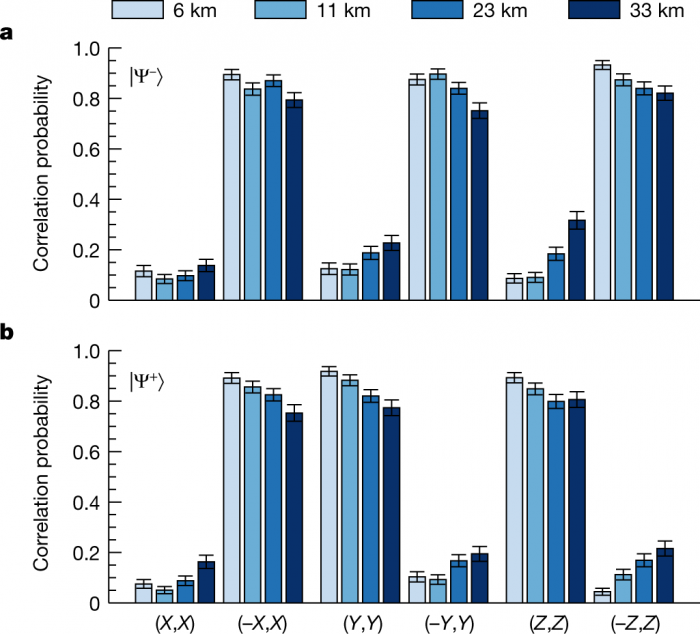 6 km 11 km 23 km 33 km
a
|Ψ⁻⟩
Correlation probability
1.0
0.8
0.6
0.4
0.2
0
b
|Ψ⁺⟩
Correlation probability
1.0
0.8
0.6
0.4
0.2
0
(X,X) (–X,X) (Y,Y) (–Y,Y) (Z,Z) (–Z,Z)